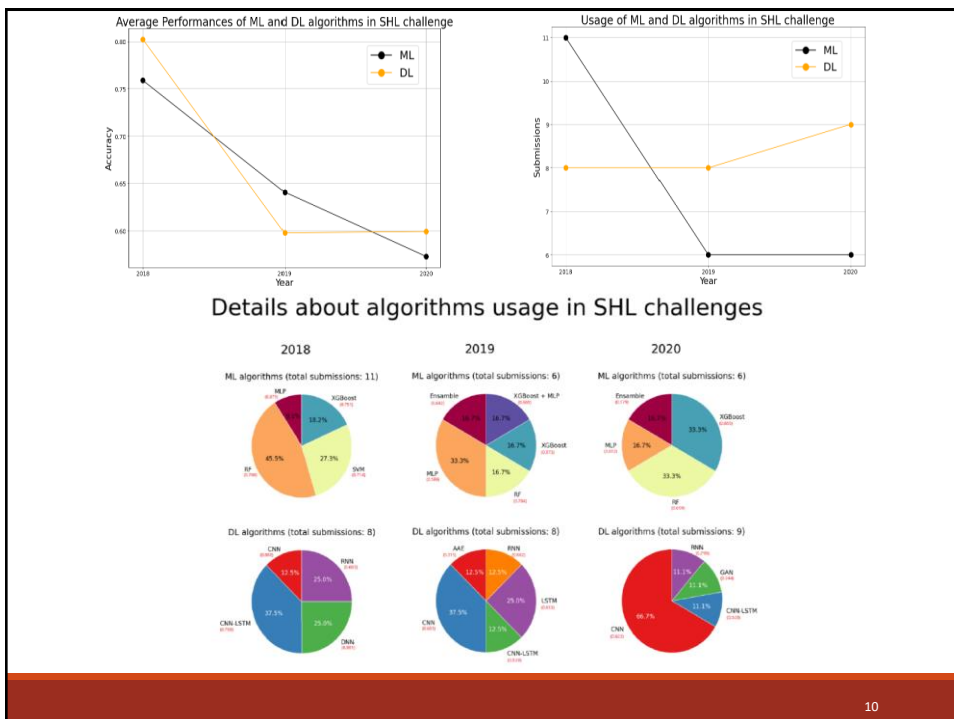 Average Performances of ML and DL algorithms in SHL challenge
ML
DL
0.80
0.75
0.70
0.65
0.60
Accuracy
2018
2019
2020
Year
Usage of ML and DL algorithms in SHL challenge
ML
DL
11
10
9
8
7
6
Submissions
2018
2019
2020
Year
Details about algorithms usage in SHL challenges
2018
2019
2020
ML algorithms (total submissions: 11)
MLP
XGBoost
18.2%
45.5%
27.3%
RF
SVM
ML algorithms (total submissions: 6)
Ensamble
XGBoost + MLP
16.7%
16.7%
XGBoost
33.3%
16.7%
MLP
RF
ML algorithms (total submissions: 6)
Ensamble
XGBoost
33.3%
MLP
16.7%
33.3%
RF
DL algorithms (total submissions: 8)
CNN
RNN
12.5%
25.0%
37.5%
25.0%
CNN-LSTM
DNN
DL algorithms (total submissions: 8)
AAE
RNN
12.5%
12.5%
37.5%
25.0%
LSTM
CNN
12.5%
CNN-LSTM
DL algorithms (total submissions: 9)
RNN
11.1%
GAN
11.1%
11.1%
CNN-LSTM
66.7%
CNN
10